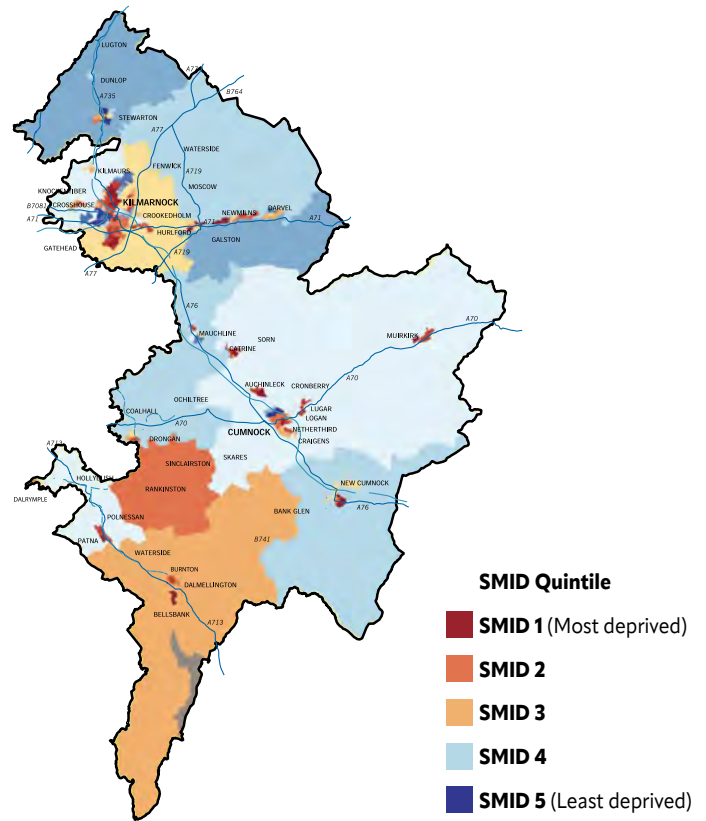 LUGTON
DUNLOP
A735
A77
B764
STEWARTON
A77
WATERSIDE
FENWICK
A719
KILMAURS
MOSCOW
KNOCKENTIBER
B7081
CROSSHOUSE
KILMARNOCK
CROOKEDHOLM
NEWMILNS
DARVEL
A71
A71
A71
HURLFORD
GALSTON
GATEHEAD
A719
A77
A76
MAUCHLINE
SORN
CATRINE
MUIRKIRK
A70
A70
AUCHINLECK
CRONBERRY
OCHILTREE
COALHALL
LUGAR
LOGAN
A70
CUMNOCK
NETHERTHIRD
CRAIGENS
DRONGAN
A713
SINCLAIRSTON
SKARES
HOLLYBUSH
NEW CUMNOCK
RANKINSTON
DALRYMPLE
A76
POLNESSAN
BANK GLEN
PATNA
B741
WATERSIDE
BURNTON
DALMELLINGTON
BELLSBANK
A713
SMID Quintile
SMID 1 (Most deprived)
SMID 2
SMID 3
SMID 4
SMID 5 (Least deprived)